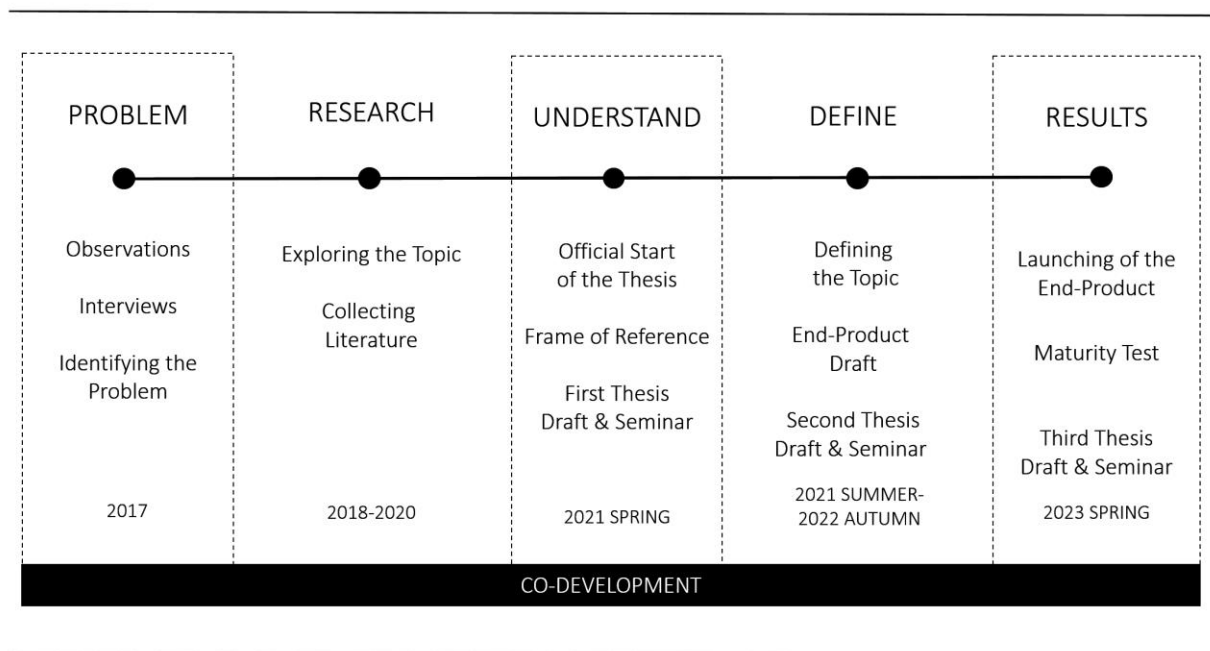 PROBLEM
Observations
Interviews
Identifying the
Problem
2017
RESEARCH
Exploring the Topic
Collecting
Literature
2018-2020
UNDERSTAND
Official Start
of the Thesis
Frame of Reference
First Thesis
Draft & Seminar
2021 SPRING
DEFINE
Defining
the Topic
End-Product
Draft
Second Thesis
Draft & Seminar
2021 SUMMER-
2022 AUTUMN
RESULTS
Launching of the
End-Product
Maturity Test
Third Thesis
Draft & Seminar
2023 SPRING
CO-DEVELOPMENT